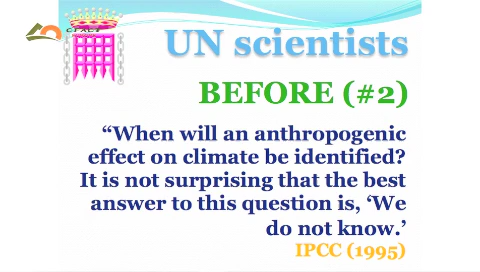 CFACT
UN scientists
BEFORE (#2)
“When will an anthropogenic
effect on climate be identified?
It is not surprising that the best
answer to this question is, ‘We
do not know.’
IPCC (1995)